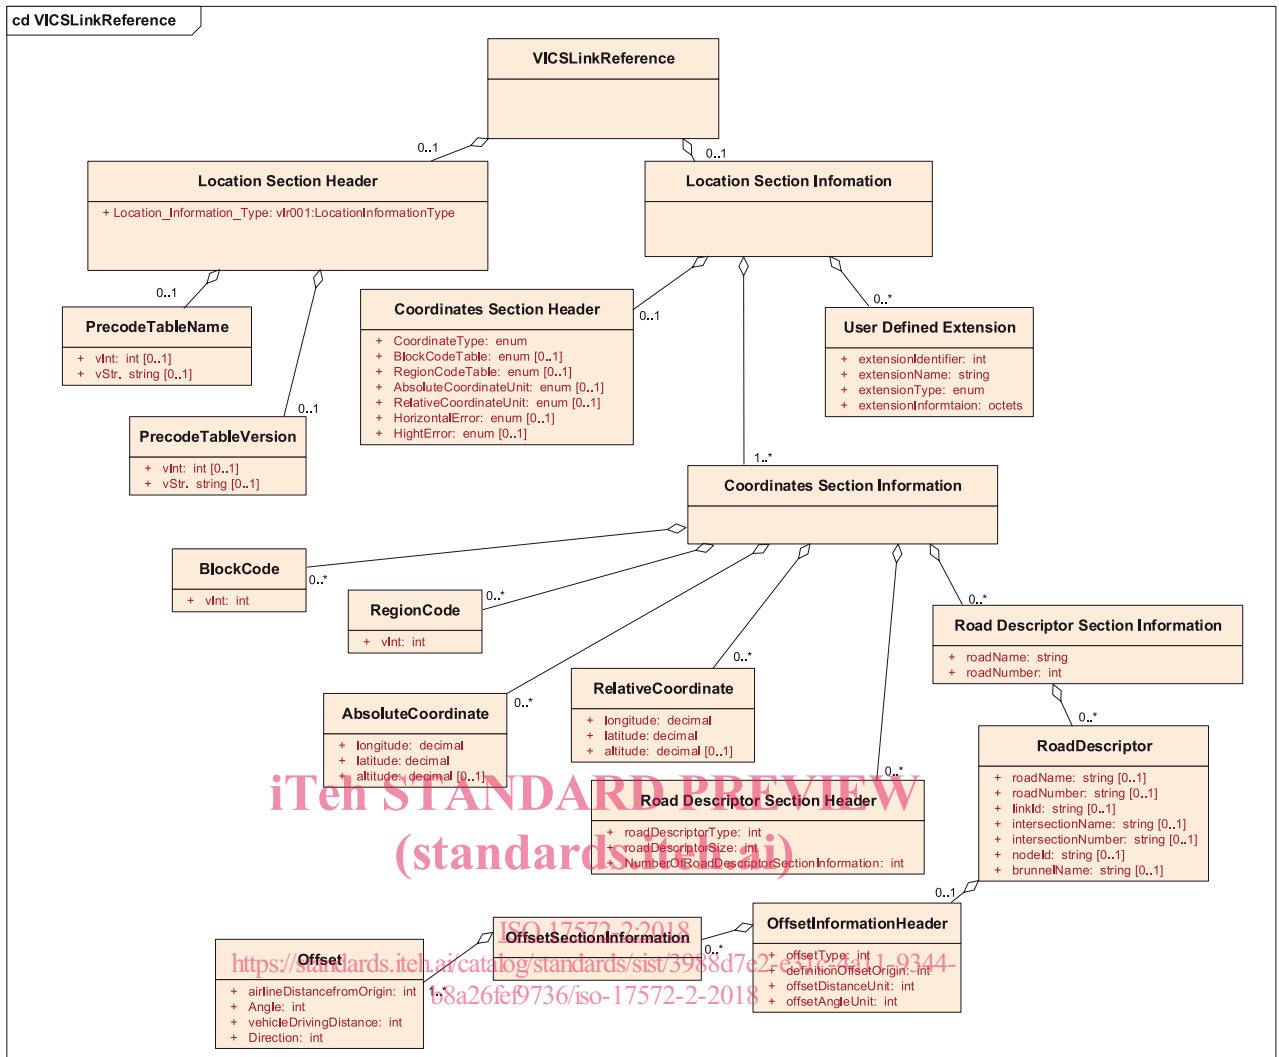 cd VICSLinkReference
VICSLinkReference
0..1
0..1
Location Section Header
+ Location_Information_Type: vlr001:LocationInformationType
Location Section Infomation
0..1
PrecodeTableName
+ vInt: int [0..1]
+ vStr. string [0..1]
0..1
PrecodeTableVersion
+ vInt: int [0..1]
+ vStr. string [0..1]
Coordinates Section Header
0..1
+ CoordinateType: enum
+ BlockCodeTable: enum [0..1]
+ RegionCodeTable: enum [0..1]
+ AbsoluteCoordinateUnit: enum [0..1]
+ RelativeCoordinateUnit: enum [0..1]
+ HorizontalError: enum [0..1]
+ HightError: enum [0..1]
0..*
User Defined Extension
+ extensionIdentifier: int
+ extensionName: string
+ extensionType: enum
+ extensionInformtaion: octets
1..*
Coordinates Section Information
BlockCode
0..*
+ vInt: int
RegionCode
0..*
+ vInt: int
0..*
Road Descriptor Section Information
+ roadName: string
+ roadNumber: int
AbsoluteCoordinate
0..*
+ longitude: decimal
+ latitude: decimal
+ altitude: decimal [0..1]
0..*
RelativeCoordinate
+ longitude: decimal
+ latitude: decimal
+ altitude: decimal [0..1]
0..*
RoadDescriptor
+ roadName: string [0..1]
+ roadNumber: string [0..1]
+ linkId: string [0..1]
+ intersectionName: string [0..1]
+ intersectionNumber: string [0..1]
+ nodeId: string [0..1]
+ brunnelName: string [0..1]
0..*
Road Descriptor Section Header
+ roadDescriptorType: int
+ roadDescriptorSize: int
+ NumberOfRoadDescriptorSectionInformation: int
iTeh STANDARD PREVIEW
(standards.iteh.ai)
0..1
OffsetInformationHeader
+ offsetType: int
+ definitionOffsetOrigin: int
+ offsetDistanceUnit: int
+ offsetAngleUnit: int
OffsetSectionInformation
0..*
Offset
1..*
+ airlineDistancefromOrigin: int
+ Angle: int
+ vehicleDrivingDistance: int
+ Direction: int
ISO 17572-2:2018
https://standards.iteh.ai/catalog/standards/sist/3988d7e2-e31c-4a11-9344-
b8a26fef9736/iso-17572-2-2018